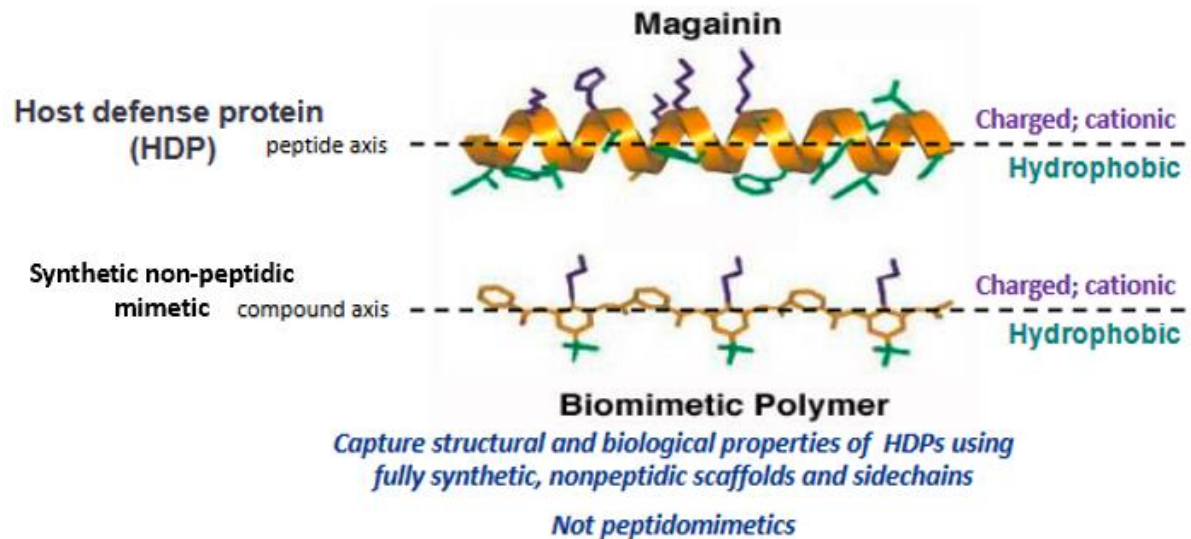 Magainin
Host defense protein
(HDP)
peptide axis
Charged; cationic
Hydrophobic
Synthetic non-peptidic
mimetic
compound axis
Charged; cationic
Hydrophobic
Biomimetic Polymer
Capture structural and biological properties of HDPs using
fully synthetic, nonpeptidic scaffolds and sidechains
Not peptidomimetics